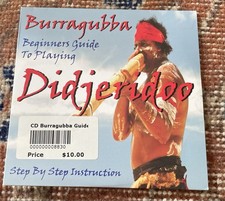 Burragubba
Beginners Guide
To Playing
Didjeridoo
CD Burragubba Guide
000000008830
Price $10.00
Step By Step Instruction